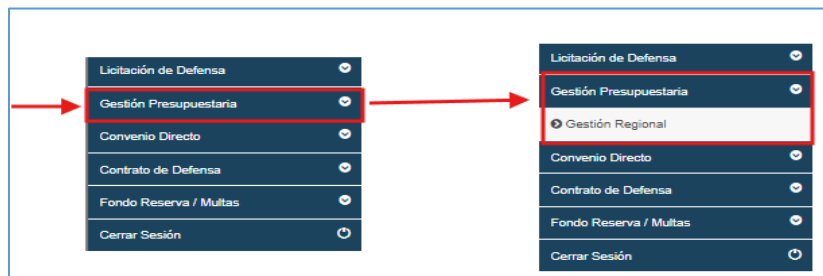 Licitación de Defensa
Gestión Presupuestaria
Convenio Directo
Contrato de Defensa
Fondo Reserva / Multas
Cerrar Sesión
Licitación de Defensa
Gestión Presupuestaria
Gestión Regional
Convenio Directo
Contrato de Defensa
Fondo Reserva / Multas
Cerrar Sesión